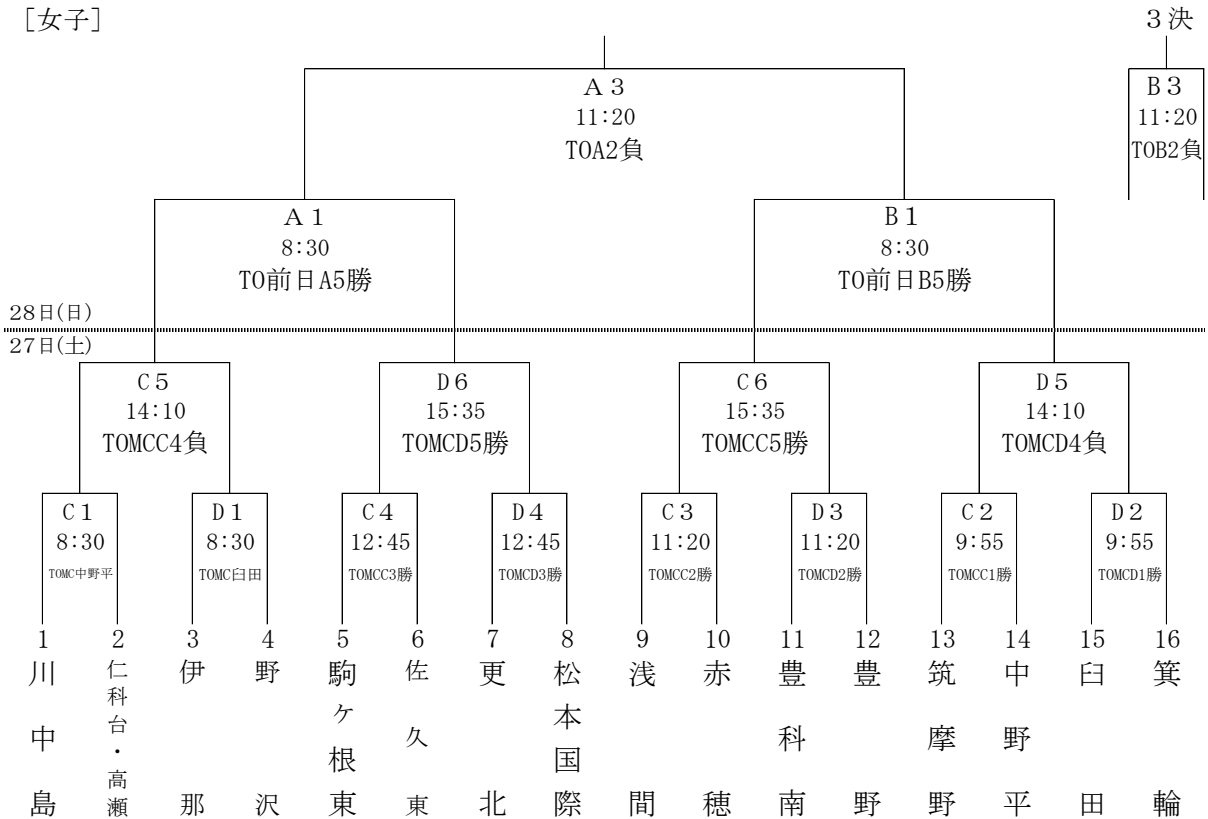 ［女子］
３決
Ａ３
11:20
TOA2負
Ｂ３
11:20
TOB2負
Ａ１
8:30
TO前日A5勝
Ｂ１
8:30
TO前日B5勝
28日(日)
27日(土)
Ｃ５
14:10
TOMCC4負
Ｄ６
15:35
TOMCD5勝
Ｃ６
15:35
TOMCC5勝
Ｄ５
14:10
TOMCD4負
Ｃ１
8:30
TOMC中野平
Ｄ１
8:30
TOMC臼田
Ｃ４
12:45
TOMCC3勝
Ｄ４
12:45
TOMCD3勝
Ｃ３
11:20
TOMCC2勝
Ｄ３
11:20
TOMCD2勝
Ｃ２
9:55
TOMCC1勝
Ｄ２
9:55
TOMCD1勝
1
川中島
2
仁科台・高瀬
3
伊那
4
野沢
5
駒ケ根東
6
佐久東
7
更北
8
松本国際
9
浅間
10
赤穂
11
豊科南
12
豊野
13
筑摩野
14
中野平
15
臼田
16
箕輪